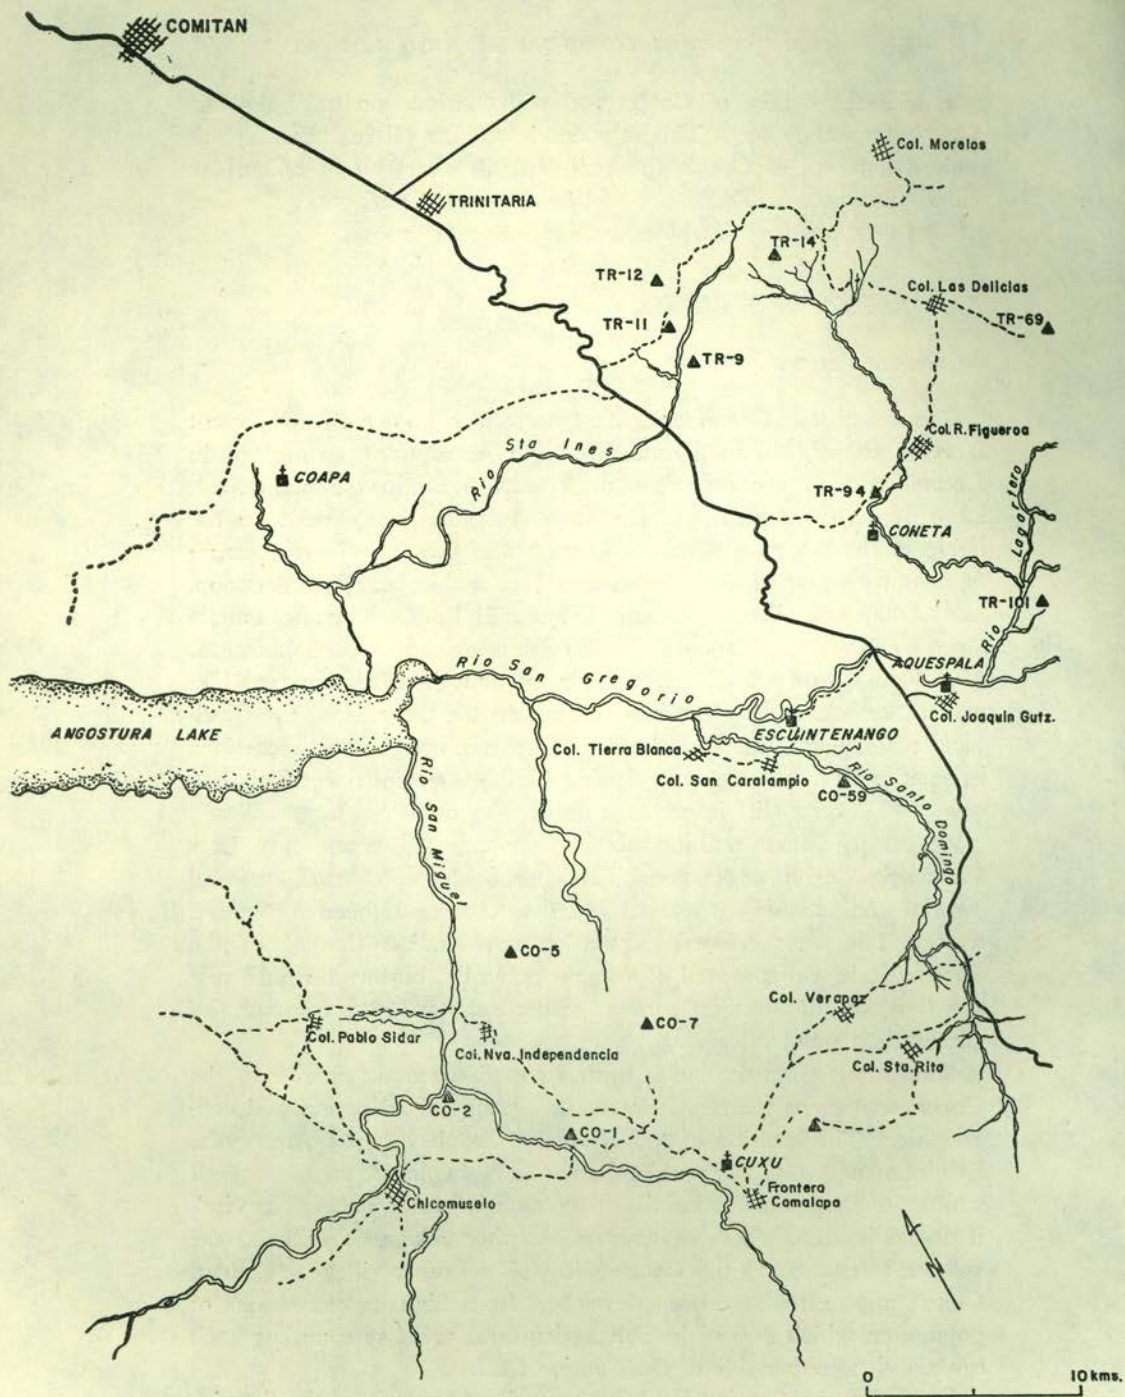 COMITAN
Col. Morelos
TRINITARIA
TR-14
TR-12
Col. Las Delicias
TR-69
TR-11
TR-9
Col. R. Figueroa
Rio Sta Ines
COAPA
TR-94
Rio Lagartero
CONETA
TR-101
Rio San Gregorio
AQUESPALA
ANGOSTURA LAKE
Col. Joaquin Gutz.
ESCUINTENANGO
Col. Tierra Blanca
Col. San Caralampio
Rio Santo Domingo
CO-59
Rio San Miguel
CO-5
Col. Verapaz
CO-7
Col. Pablo Sidar
Col. Nva. Independencia
Col. Sta. Rita
CO-2
CO-1
CUXU
Chicomuselo
Frontera
Comalapa
N
0 10 kms.